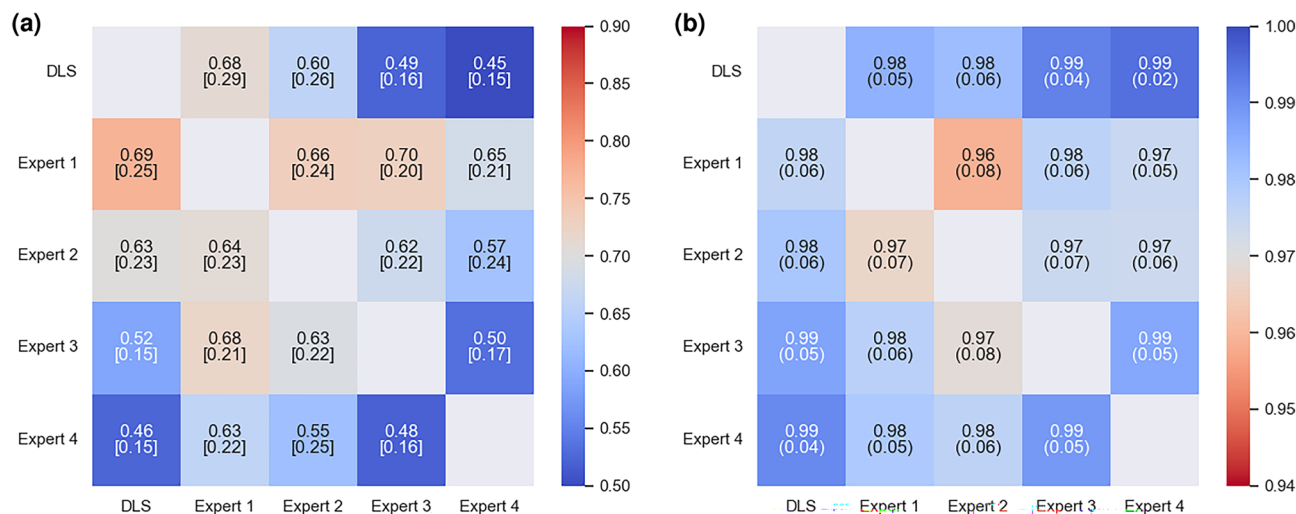 (a)
DLS
0.68 0.60 0.49 0.45
[0.29] [0.26] [0.16] [0.15]
Expert 1
0.69 0.66 0.70 0.65
[0.25] [0.24] [0.20] [0.21]
Expert 2
0.63 0.64 0.62 0.57
[0.23] [0.23] [0.22] [0.24]
Expert 3
0.52 0.68 0.63 0.50
[0.15] [0.21] [0.22] [0.17]
Expert 4
0.46 0.63 0.55 0.48
[0.15] [0.22] [0.25] [0.16]
DLS Expert 1 Expert 2 Expert 3 Expert 4
0.90
0.85
0.80
0.75
0.70
0.65
0.60
0.55
0.50
(b)
DLS
0.98 0.98 0.99 0.99
(0.05) (0.06) (0.04) (0.02)
Expert 1
0.98 0.96 0.98 0.97
(0.06) (0.08) (0.06) (0.05)
Expert 2
0.98 0.97 0.97 0.97
(0.06) (0.07) (0.07) (0.06)
Expert 3
0.99 0.98 0.97 0.99
(0.05) (0.06) (0.08) (0.05)
Expert 4
0.99 0.98 0.98 0.99
(0.04) (0.05) (0.06) (0.05)
DLS Expert 1 Expert 2 Expert 3 Expert 4
1.00
0.99
0.98
0.97
0.96
0.95
0.94